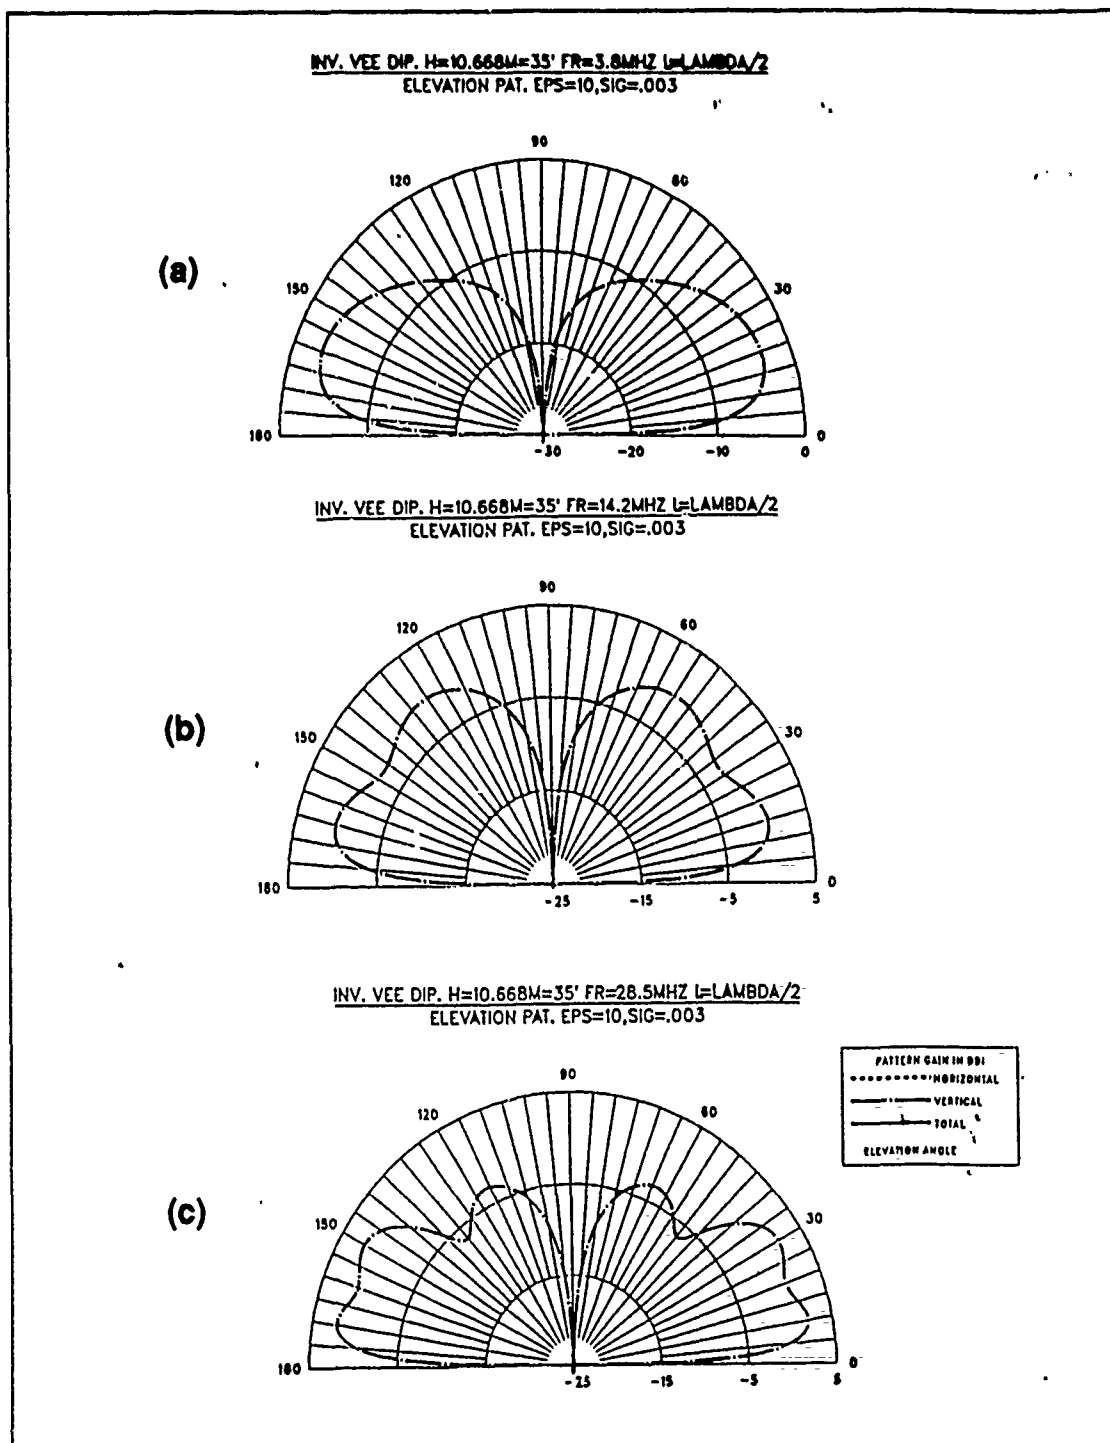 INV. VEE DIP. H=10.668M=35' FR=3.8MHZ L=LAMBDA/2
ELEVATION PAT. EPS=10,SIG=.003
90
120
60
(a)
150
30
180
0
-30
-20
-10
0
INV. VEE DIP. H=10.668M=35' FR=14.2MHZ L=LAMBDA/2
ELEVATION PAT. EPS=10,SIG=.003
90
120
60
(b)
150
30
180
0
-25
-15
-5
5
INV. VEE DIP. H=10.668M=35' FR=28.5MHZ L=LAMBDA/2
ELEVATION PAT. EPS=10,SIG=.003
90
PATTERN GAIN IN DBI
HORIZONTAL
VERTICAL
TOTAL
ELEVATION ANGLE
120
60
(c)
150
30
180
0
-25
-15
-5
5